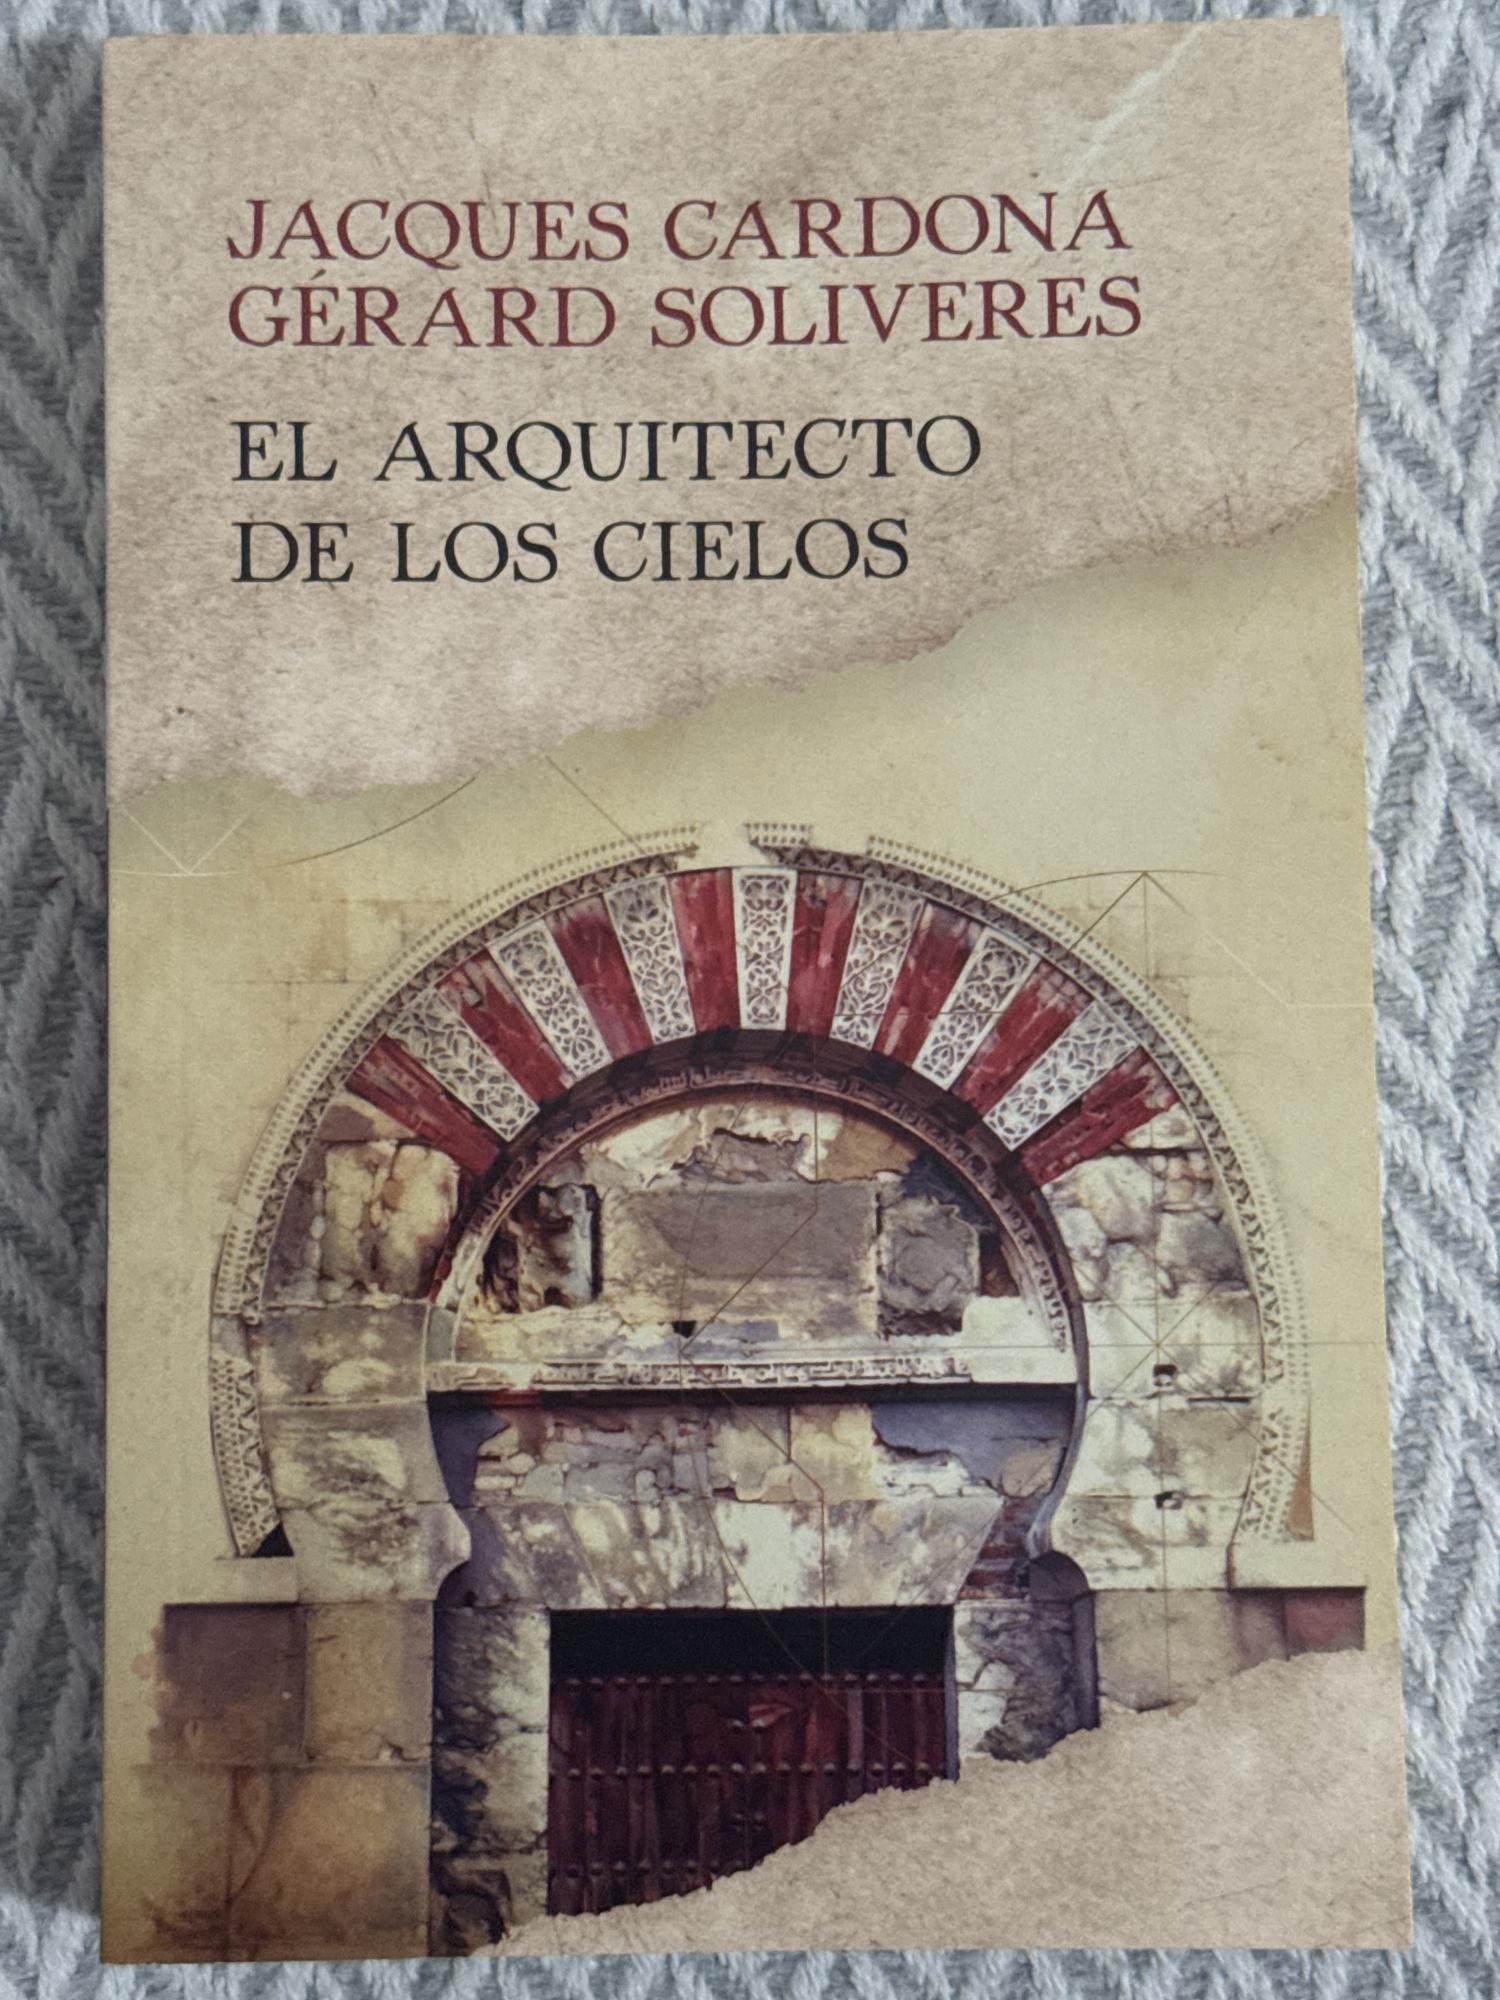 JACQUES CARDONA
GÉRARD SOLIVERES
EL ARQUITECTO
DE LOS CIELOS